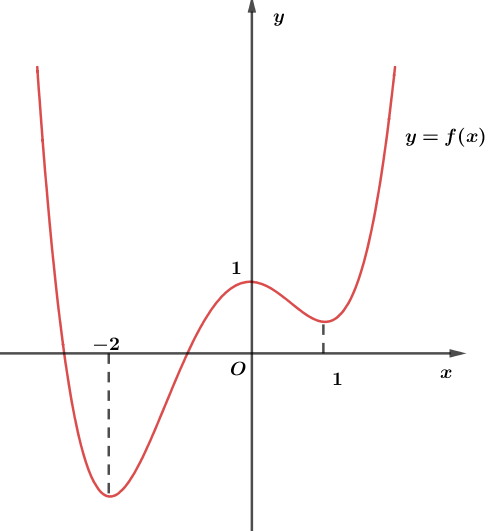 y
y = f(x)
1
−2
O
1
x